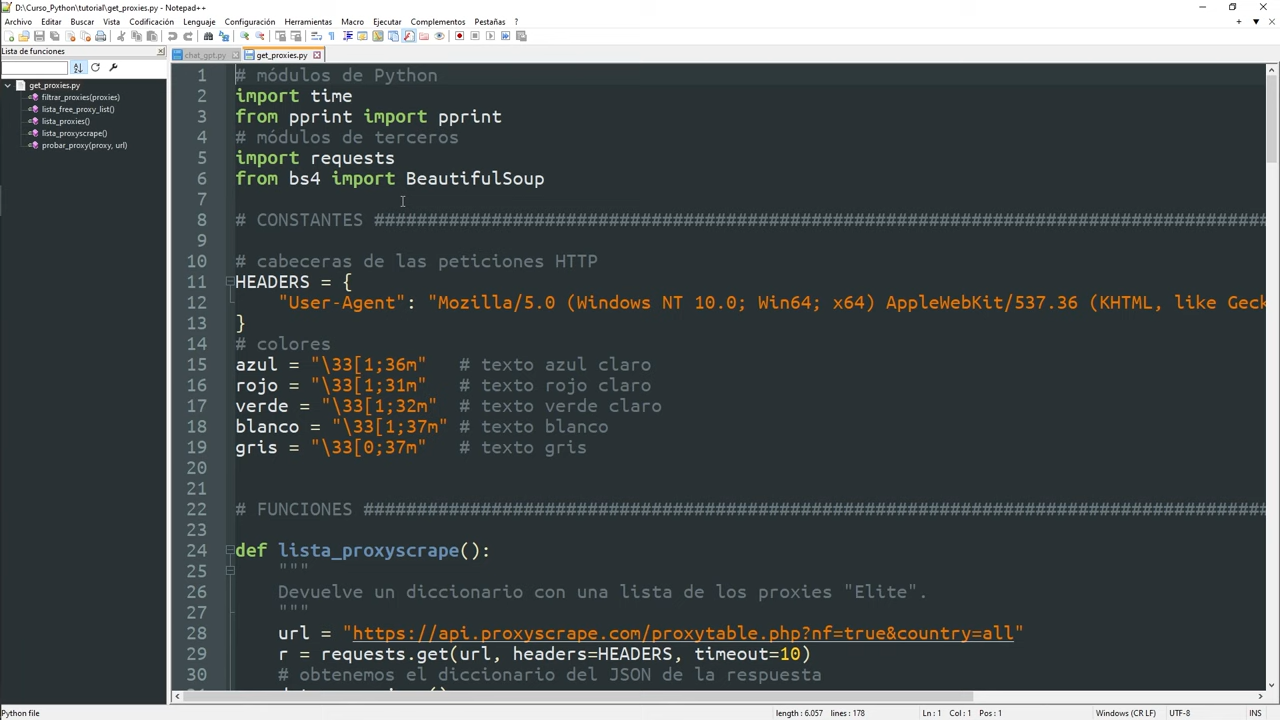 D:\Curso_Python\tutorial\get_proxies.py - Notepad++
Archivo Editar Buscar Vista Codificación Lenguaje Configuración Herramientas Macro Ejecutar Complementos Pestañas ?
Lista de funciones
chat_gpt.py get_proxies.py
get_proxies.py
filtrar_proxies(proxies)
lista_free_proxy_list()
lista_proxies()
lista_proxyscrape()
probar_proxy(proxy, url)
1 # módulos de Python
2 import time
3 from pprint import pprint
4 # módulos de terceros
5 import requests
6 from bs4 import BeautifulSoup
7
8 # CONSTANTES ####################################################################################
9
10 # cabeceras de las peticiones HTTP
11 HEADERS = {
12 "User-Agent": "Mozilla/5.0 (Windows NT 10.0; Win64; x64) AppleWebKit/537.36 (KHTML, like Geck
13 }
14 # colores
15 azul = "\33[1;36m" # texto azul claro
16 rojo = "\33[1;31m" # texto rojo claro
17 verde = "\33[1;32m" # texto verde claro
18 blanco = "\33[1;37m" # texto blanco
19 gris = "\33[0;37m" # texto gris
20
21
22 # FUNCIONES #####################################################################################
23
24 def lista_proxyscrape():
25 """
26 Devuelve un diccionario con una lista de los proxies "Elite".
27 """
28 url = "https://api.proxyscrape.com/proxytable.php?nf=true&country=all"
29 r = requests.get(url, headers=HEADERS, timeout=10)
30 # obtenemos el diccionario del JSON de la respuesta
Python file length : 6.057 lines : 178 Ln : 1 Col : 1 Pos : 1 Windows (CR LF) UTF-8 INS